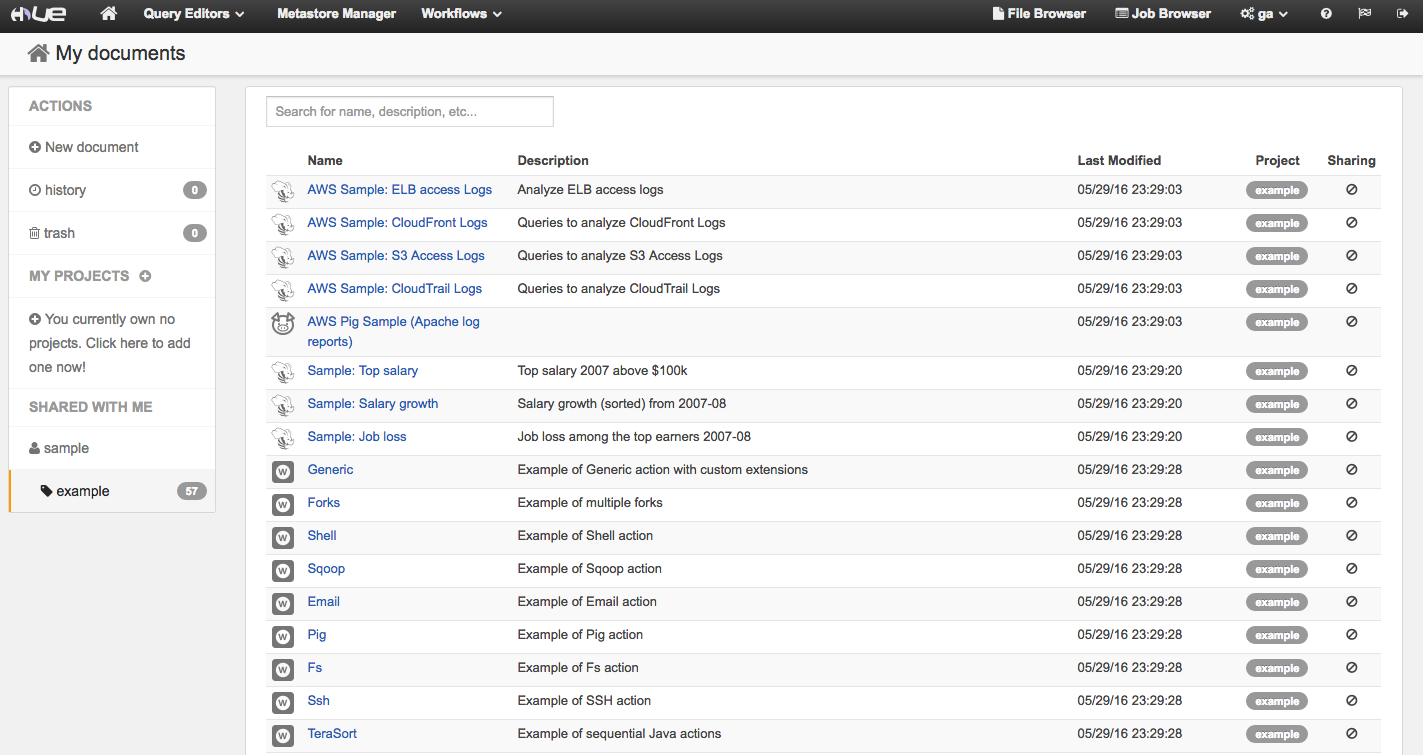 HUE Query Editors Metastore Manager Workflows File Browser Job Browser ga
My documents
ACTIONS
New document
history 0
trash 0
MY PROJECTS
You currently own no
projects. Click here to add
one now!
SHARED WITH ME
sample
example 57
Search for name, description, etc...
Name Description Last Modified Project Sharing
AWS Sample: ELB access Logs Analyze ELB access logs 05/29/16 23:29:03 example
AWS Sample: CloudFront Logs Queries to analyze CloudFront Logs 05/29/16 23:29:03 example
AWS Sample: S3 Access Logs Queries to analyze S3 Access Logs 05/29/16 23:29:03 example
AWS Sample: CloudTrail Logs Queries to analyze CloudTrail Logs 05/29/16 23:29:03 example
AWS Pig Sample (Apache log 05/29/16 23:29:03 example
reports)
Sample: Top salary Top salary 2007 above $100k 05/29/16 23:29:20 example
Sample: Salary growth Salary growth (sorted) from 2007-08 05/29/16 23:29:20 example
Sample: Job loss Job loss among the top earners 2007-08 05/29/16 23:29:20 example
W Generic Example of Generic action with custom extensions 05/29/16 23:29:28 example
W Forks Example of multiple forks 05/29/16 23:29:28 example
W Shell Example of Shell action 05/29/16 23:29:28 example
W Sqoop Example of Sqoop action 05/29/16 23:29:28 example
W Email Example of Email action 05/29/16 23:29:28 example
W Pig Example of Pig action 05/29/16 23:29:28 example
W Fs Example of Fs action 05/29/16 23:29:28 example
W Ssh Example of SSH action 05/29/16 23:29:28 example
W TeraSort Example of sequential Java actions 05/29/16 23:29:28 example